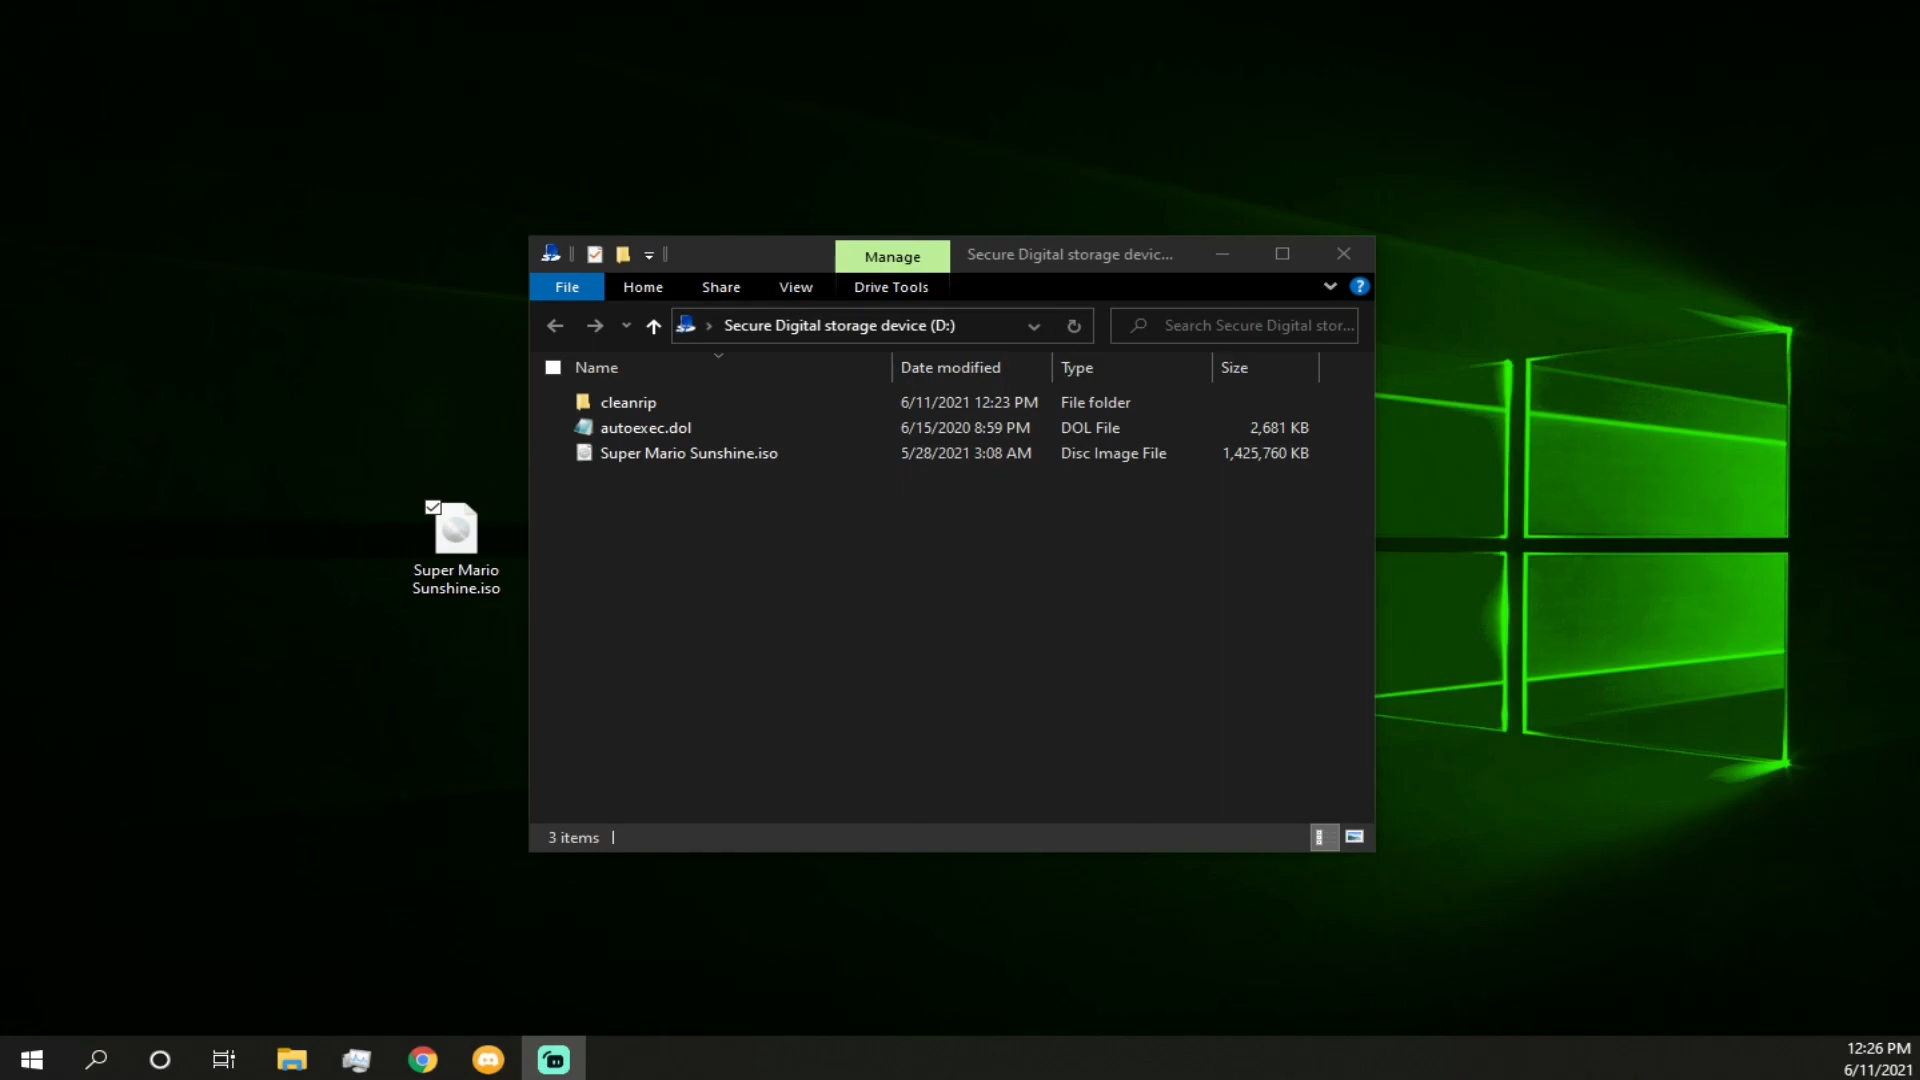 Manage
Secure Digital storage devic...
File
Home
Share
View
Drive Tools
?
Secure Digital storage device (D:)
Search Secure Digital stor...
Name
Date modified
Type
Size
cleanrip
6/11/2021 12:23 PM
File folder
autoexec.dol
6/15/2020 8:59 PM
DOL File
2,681 KB
Super Mario Sunshine.iso
5/28/2021 3:08 AM
Disc Image File
1,425,760 KB
Super Mario
Sunshine.iso
3 items
12:26 PM
6/11/2021